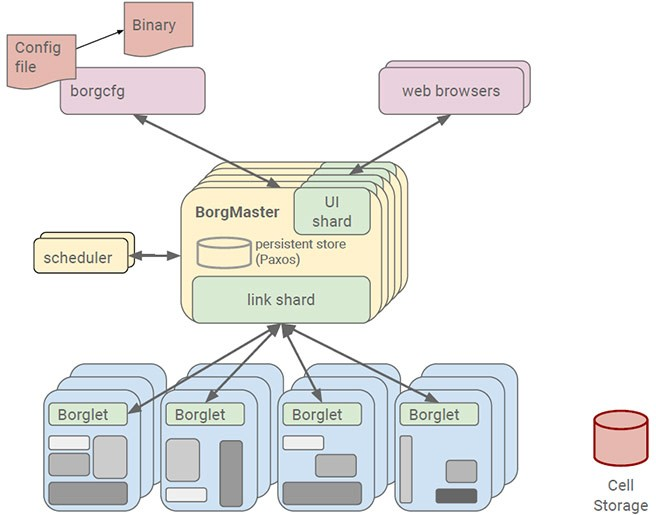 Binary
Config
file
borgcfg
web browsers
BorgMaster
UI
shard
persistent store
(Paxos)
scheduler
link shard
Borglet
Borglet
Borglet
Borglet
Cell
Storage